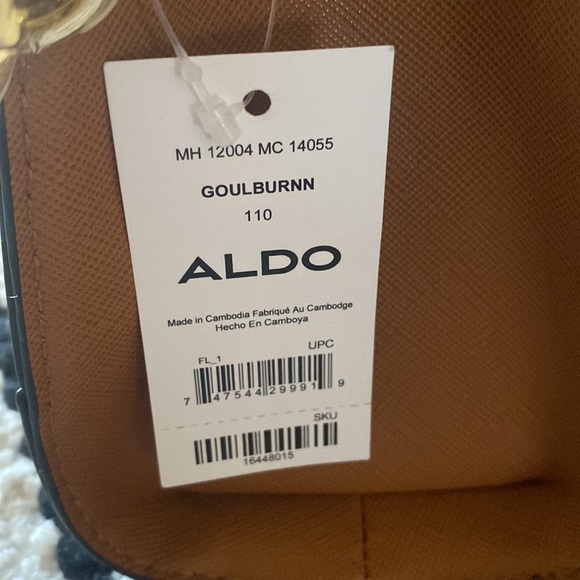 MH 12004 MC 14055
GOULBURNN
110
ALDO
Made in Cambodia Fabriqué Au Cambodge
Hecho En Camboya
FL_1 UPC
7 47544 29991 9
SKU
16448015